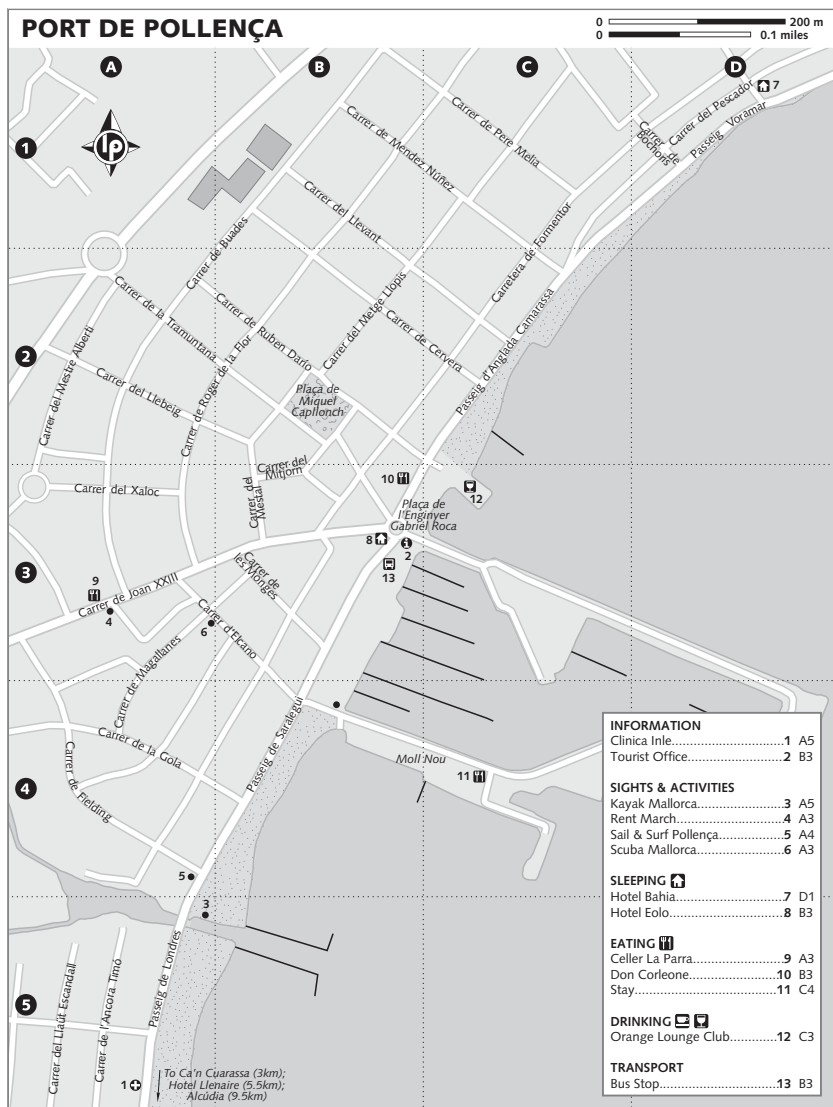 PORT DE POLLENÇA
0 200 m
0 0.1 miles
A
B
C
D
1
2
3
4
5
lp
7
Carrer del Pescador
Passeig Voramar
Carrer de
Bochons
Carrer de Pere Melia
Carrer de Mendez Núñez
Carrer del Llevant
Carrer de Buades
Carretera de Formentor
Carrer de la Tramuntana
Carrer de Ruben Dario
Carrer del Metge Llopis
Carrer de Cervera
Passeig d'Anglada Camarassa
Carrer del Mestre Alberti
Carrer del Llebeig
Carrer de Roger de la Flor
Plaça de
Miquel
Capllonch
Carrer del
Mitjorn
Carrer del
Mestal
Carrer del Xaloc
10
12
Plaça de
l'Enginyer
Gabriel Roca
8
2
13
9
Carrer de Joan XXIII
4
Carrer de
les Monges
6
Carrer d'Elcano
Carrer de Magallanes
Carrer de la Gola
Passeig de Saralegui
Carrer de Fielding
Moll Nou
11
5
3
Passeig de Londres
Carrer del Llaüt Escandall
Carrer de l'Ancora Timó
1
To Ca'n Cuarassa (3km);
Hotel Llenaire (5.5km);
Alcúdia (9.5km)
INFORMATION
Clinica Inle...........................1 A5
Tourist Office.......................2 B3
SIGHTS & ACTIVITIES
Kayak Mallorca.....................3 A5
Rent March..........................4 A3
Sail & Surf Pollença...............5 A4
Scuba Mallorca.....................6 A3
SLEEPING
Hotel Bahia..........................7 D1
Hotel Eolo............................8 B3
EATING
Celler La Parra......................9 A3
Don Corleone.....................10 B3
Stay...................................11 C4
DRINKING
Orange Lounge Club...........12 C3
TRANSPORT
Bus Stop............................13 B3